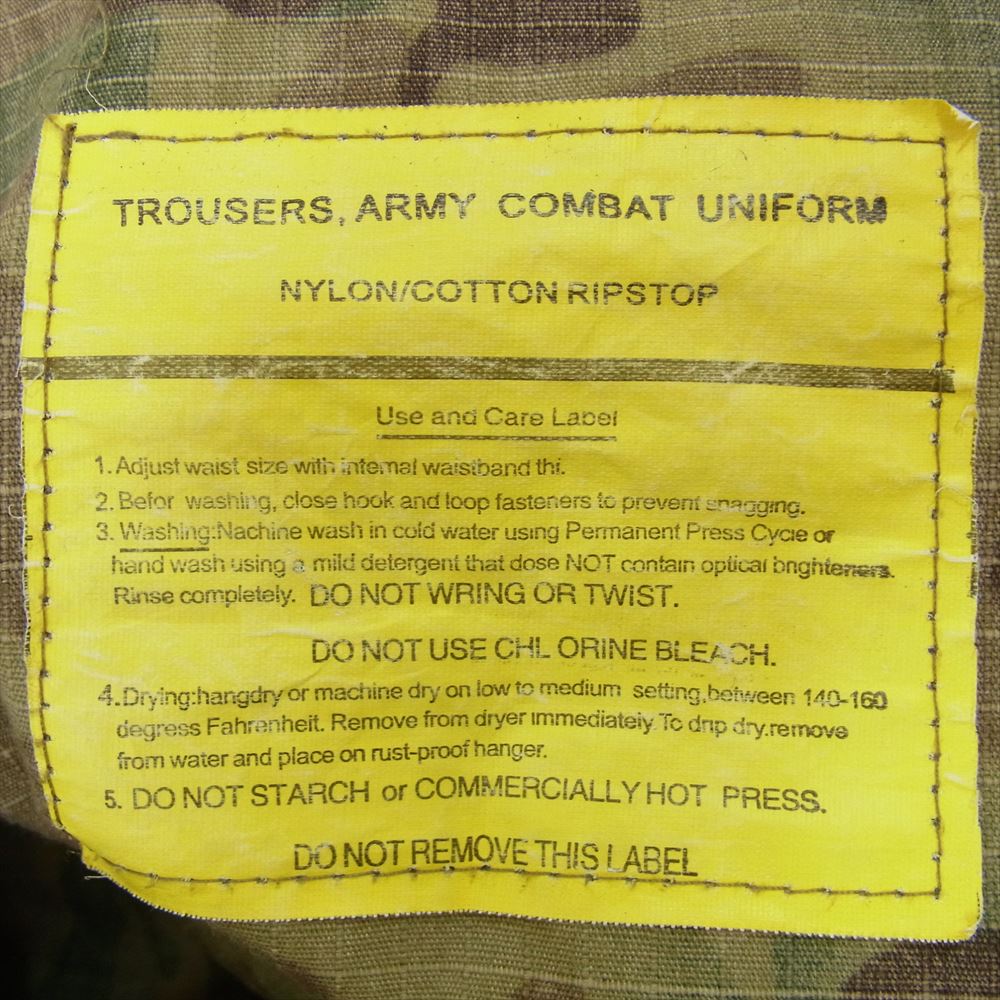 TROUSERS, ARMY COMBAT UNIFORM
NYLON/COTTON RIPSTOP
Use and Care Label
1. Adjust waist size with internal waistband thi.
2. Befor washing, close hook and loop fasteners to prevent snagging.
3. Washing:Nachine wash in cold water using Permanent Press Cycle or
hand wash using a mild detergent that dose NOT contain optical brighteners.
Rinse completely. DO NOT WRING OR TWIST.
DO NOT USE CHL ORINE BLEACH.
4.Drying:hangdry or machine dry on low to medium setting,between 140-160
degress Fahrenheit. Remove from dryer immediately.To drip dry.remove
from water and place on rust-proof hanger.
5. DO NOT STARCH or COMMERCIALLY HOT PRESS.
DO NOT REMOVE THIS LABEL